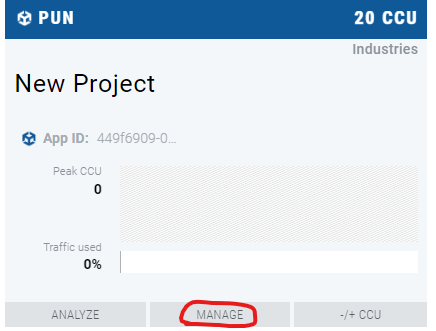 PUN 20 CCU
Industries
New Project
App ID: 449f6909-0...
Peak CCU
0
Traffic used
0%
ANALYZE MANAGE -/+ CCU